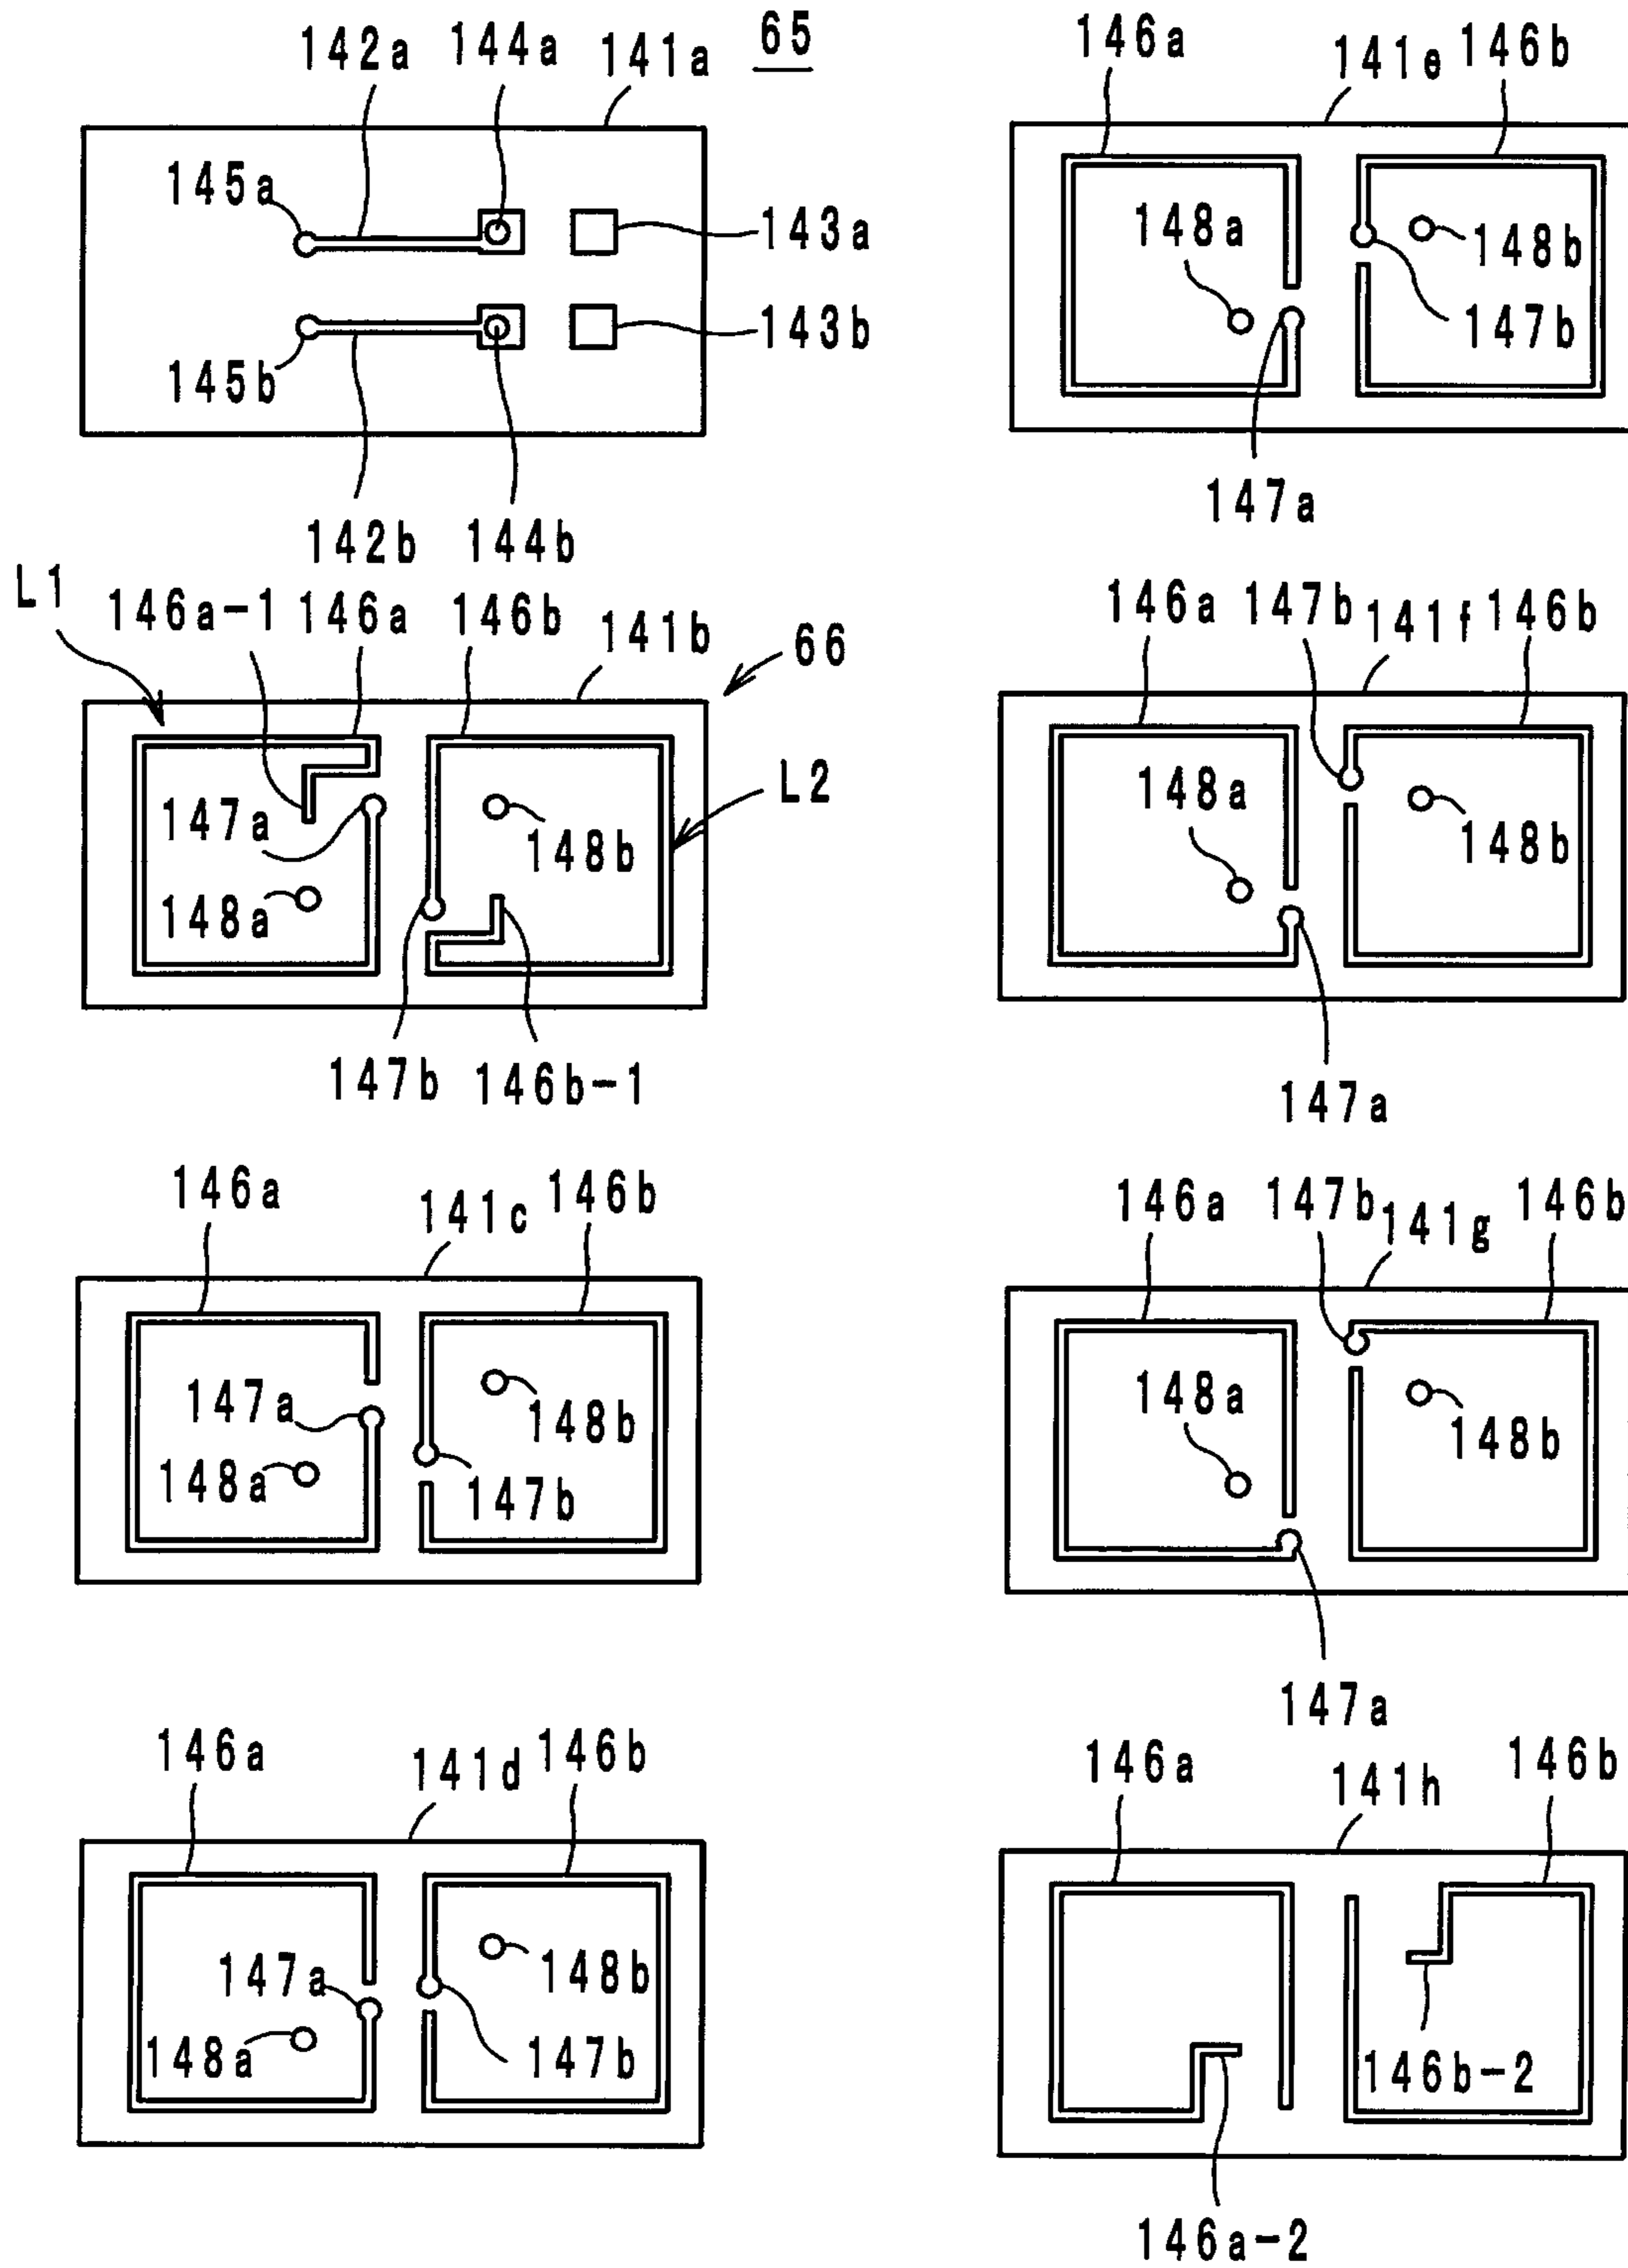 142a 144a 141a 65
145a
143a
143b
145b
142b 144b
L1 146a-1 146a 146b 141b 66
L2
147a
148b
148a
147b 146b-1
146a 141c 146b
147a
148b
148a
147b
146a 141d 146b
147a
148b
148a
147b
146a 141e 146b
148a
148b
147b
147a
146a 147b 141f 146b
148a
148b
147a
146a 147b 141g 146b
148a
148b
147a
146a 141h 146b
146b-2
146a-2